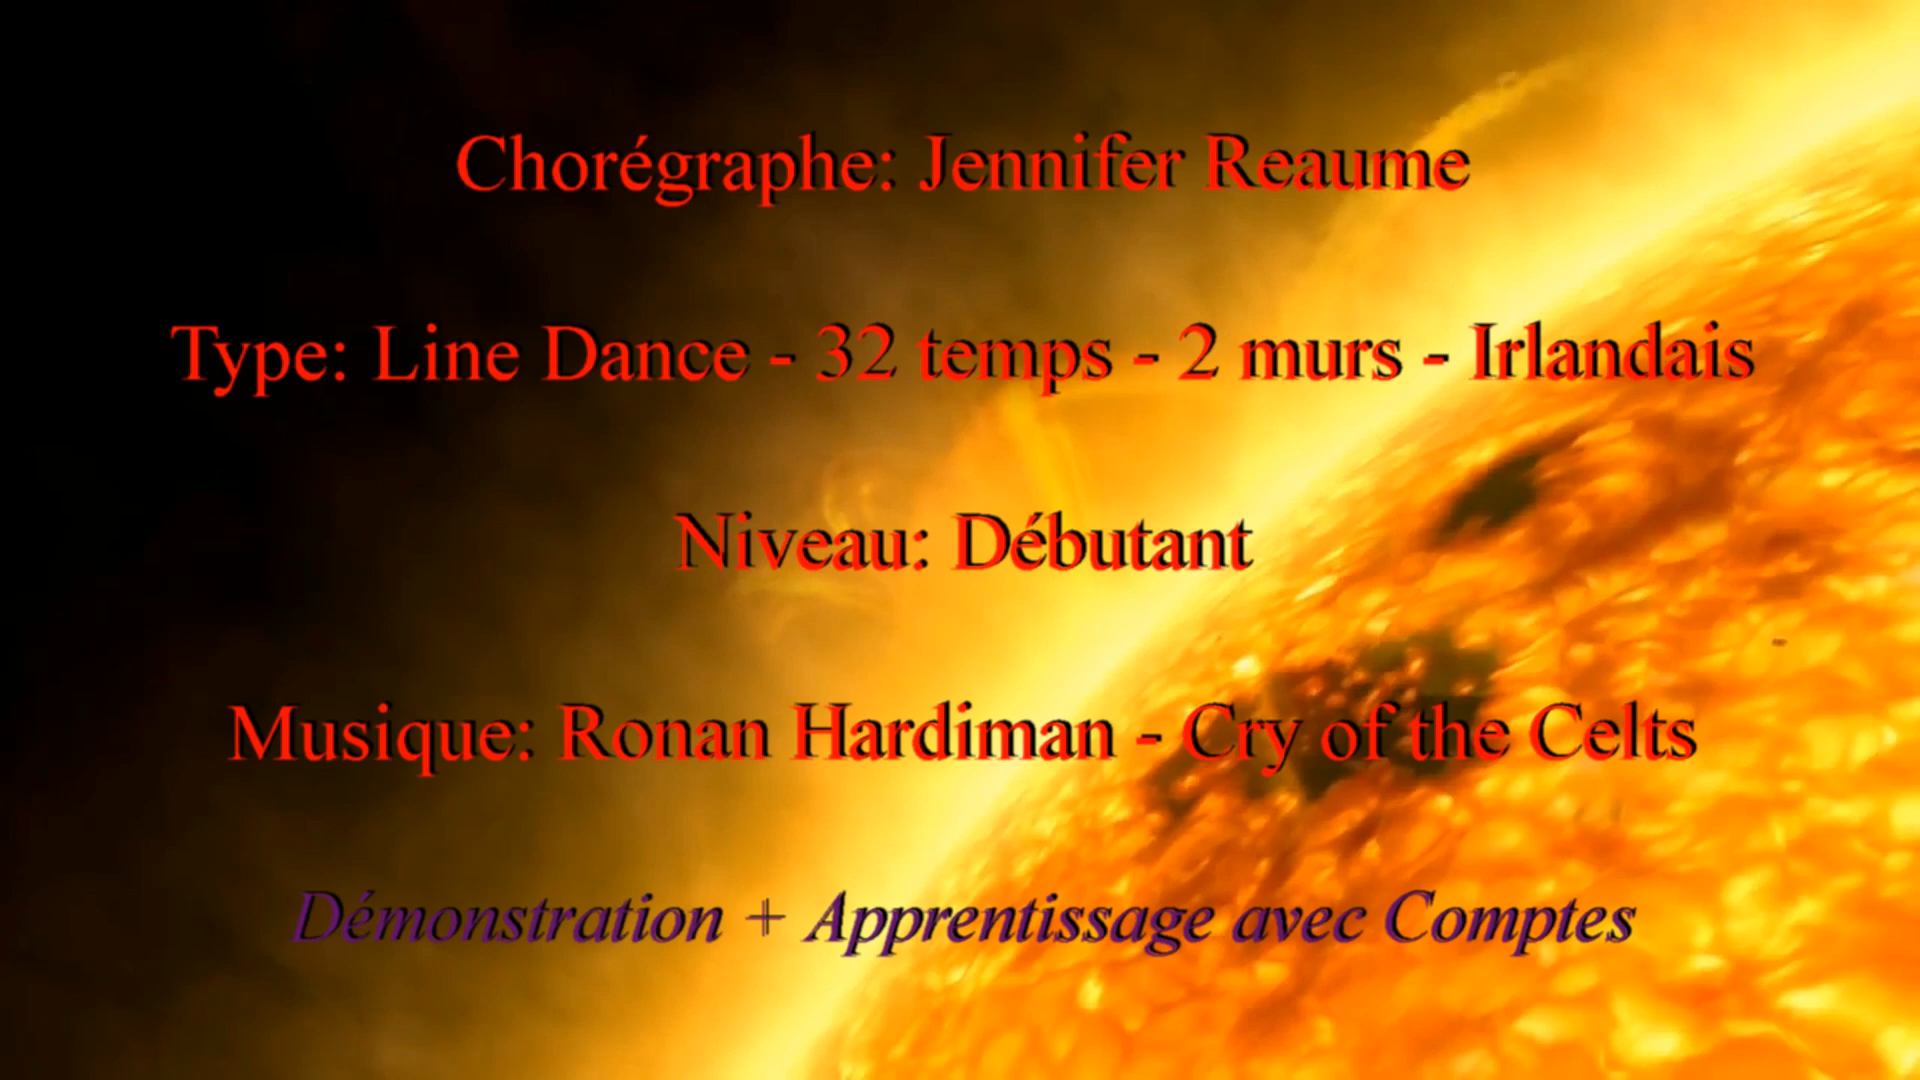 Chorégraphe: Jennifer Reaume
Type: Line Dance - 32 temps - 2 murs - Irlandais
Niveau: Débutant
Musique: Ronan Hardiman - Cry of the Celts
Démonstration + Apprentissage avec Comptes